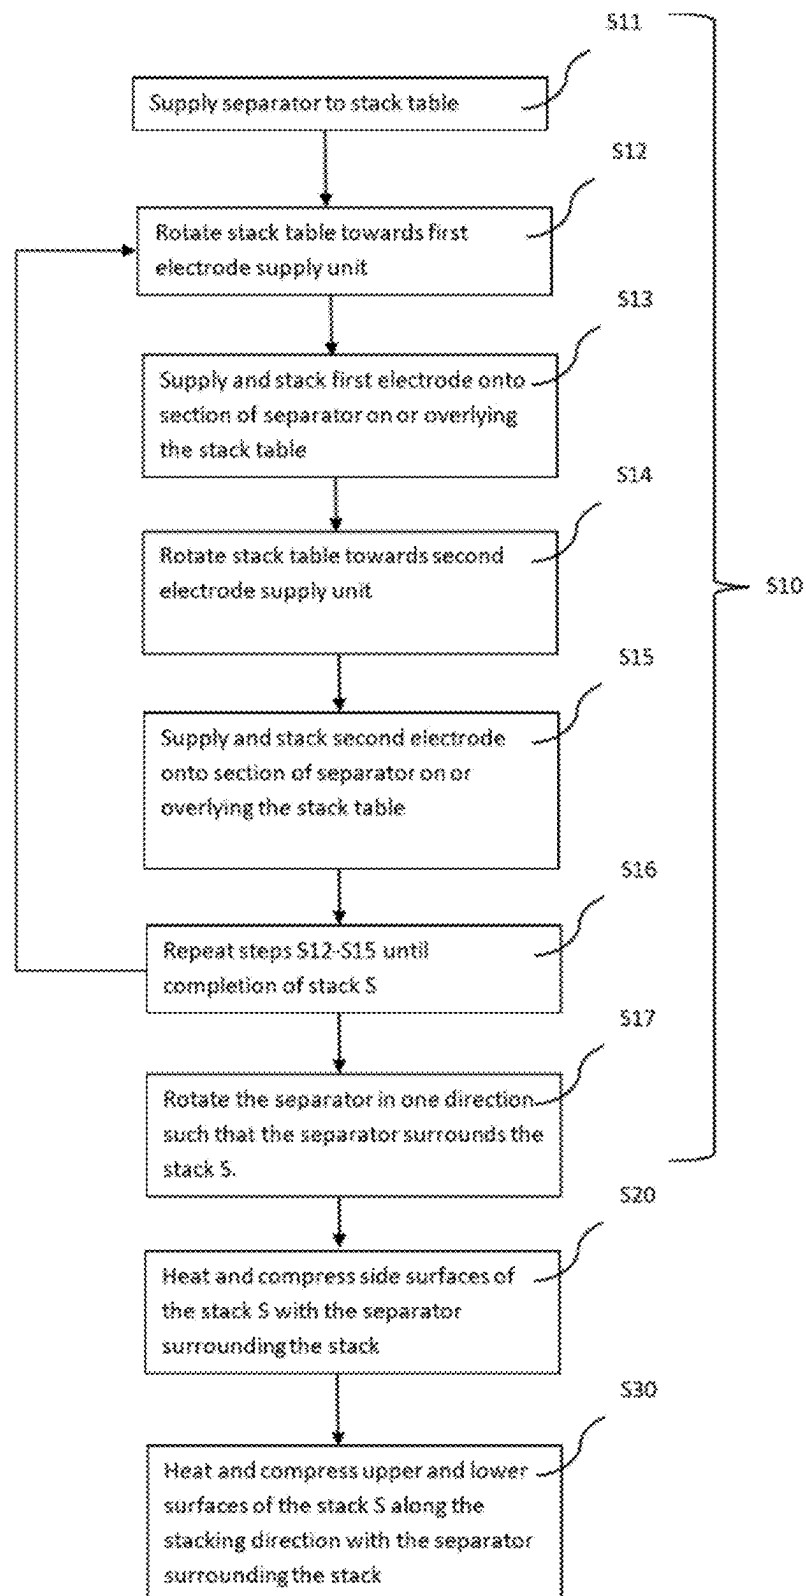 S11
Supply separator to stack table
S12
Rotate stack table towards first
electrode supply unit
S13
Supply and stack first electrode onto
section of separator on or overlying
the stack table
S14
Rotate stack table towards second
electrode supply unit
S10
S15
Supply and stack second electrode
onto section of separator on or
overlying the stack table
S16
Repeat steps S12-S15 until
completion of stack S
S17
Rotate the separator in one direction
such that the separator surrounds the
stack S.
S20
Heat and compress side surfaces of
the stack S with the separator
surrounding the stack
S30
Heat and compress upper and lower
surfaces of the stack S along the
stacking direction with the separator
surrounding the stack